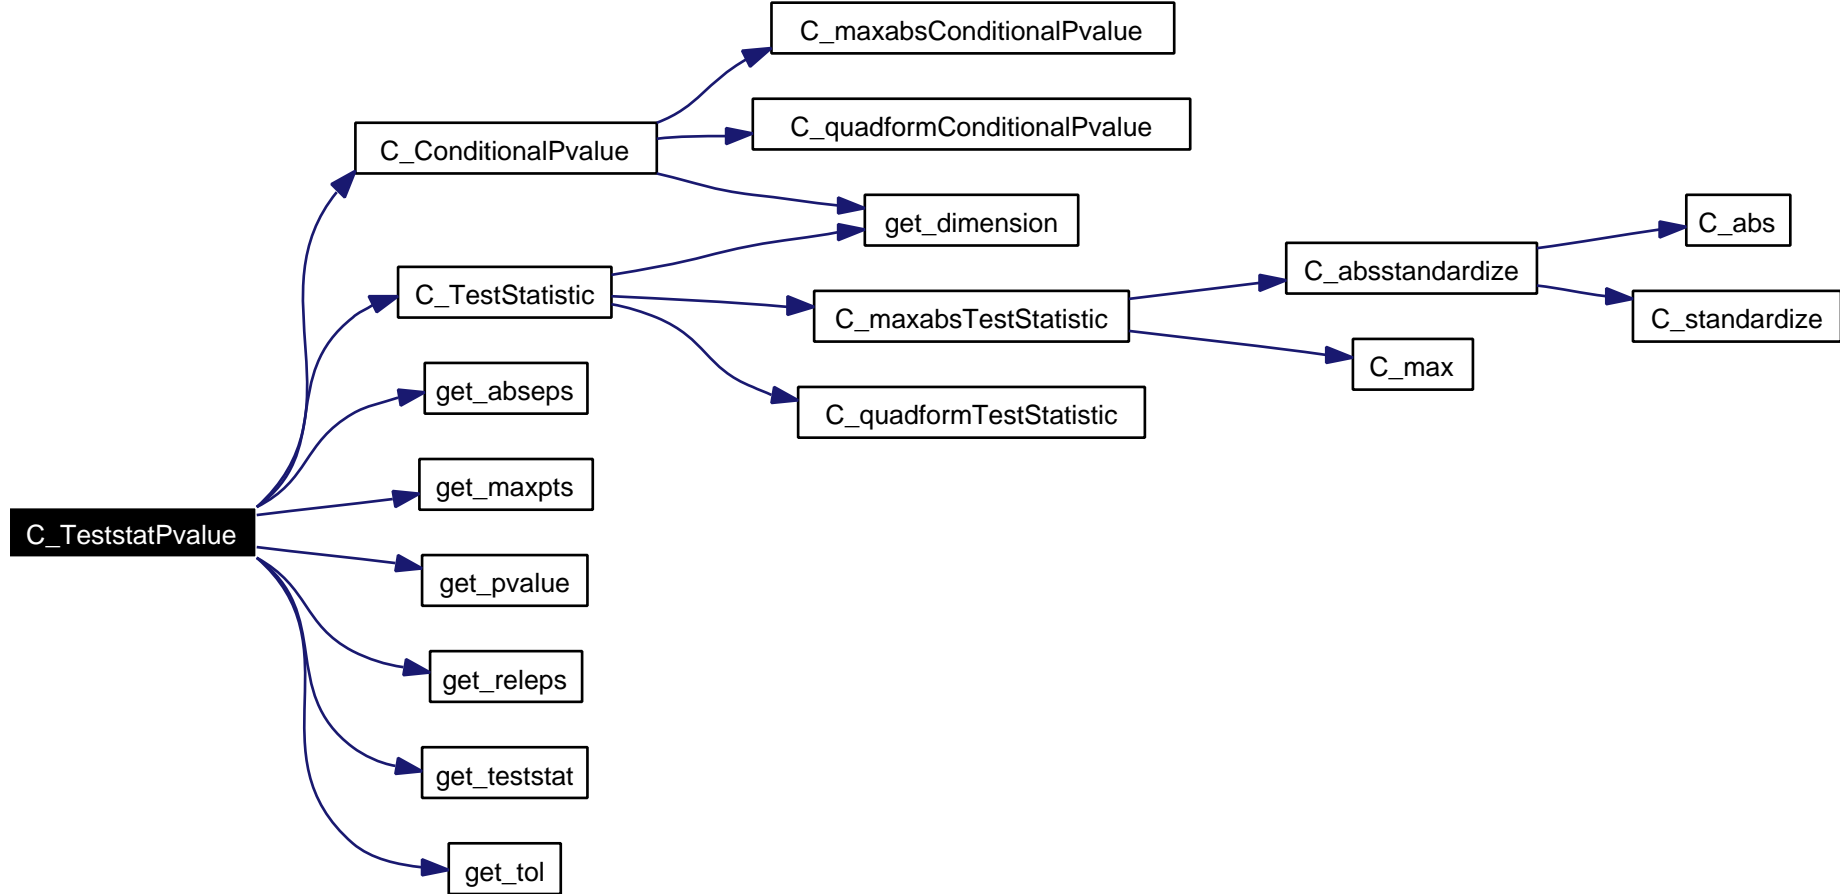 C_maxabsConditionalPvalue
C_quadformConditionalPvalue
C_ConditionalPvalue
get_dimension
C_abs
C_absstandardize
C_TestStatistic
C_maxabsTestStatistic
C_standardize
C_max
get_abseps
C_quadformTestStatistic
get_maxpts
C_TeststatPvalue
get_pvalue
get_releps
get_teststat
get_tol